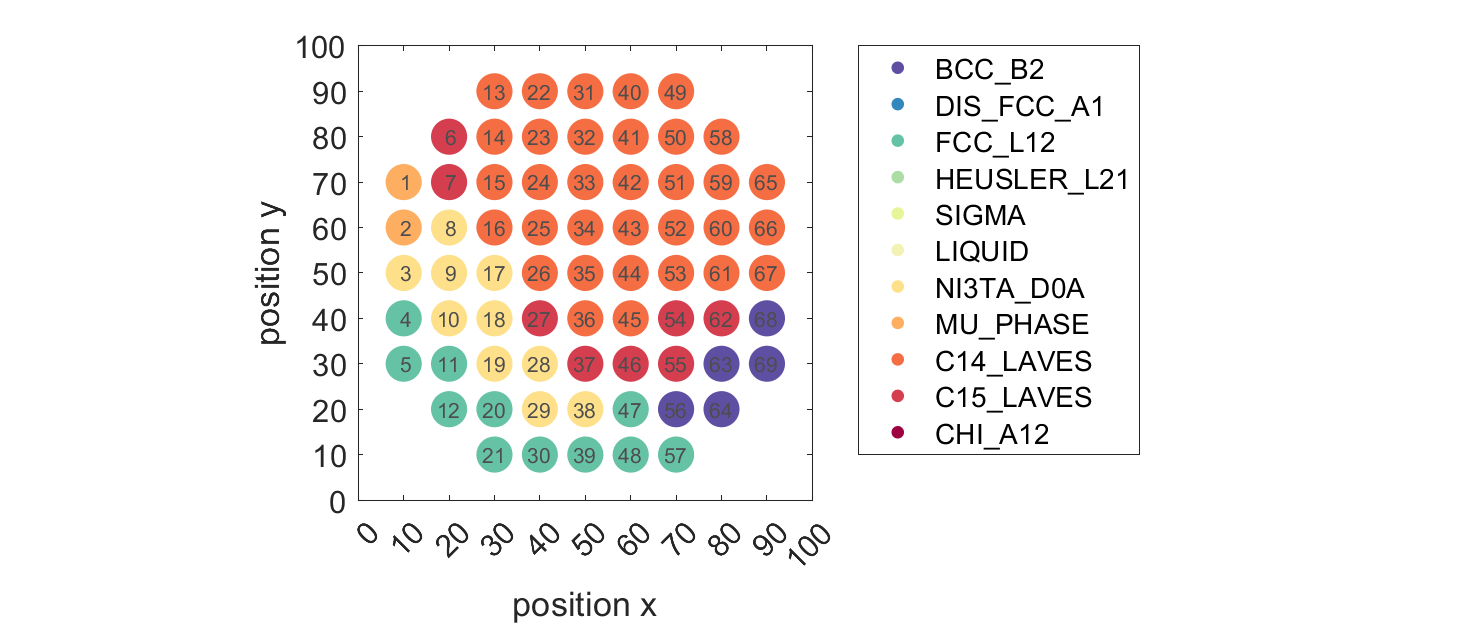 100
90 13 22 31 40 49
80 6 14 23 32 41 50 58
70 1 7 15 24 33 42 51 59 65
60 2 8 16 25 34 43 52 60 66
50 3 9 17 26 35 44 53 61 67
40 4 10 18 27 36 45 54 62 68
30 5 11 19 28 37 46 55 63 69
20 12 20 29 38 47 56 64
10 21 30 39 48 57
0
0 10 20 30 40 50 60 70 80 90 100
position x
position y
BCC_B2
DIS_FCC_A1
FCC_L12
HEUSLER_L21
SIGMA
LIQUID
NI3TA_D0A
MU_PHASE
C14_LAVES
C15_LAVES
CHI_A12